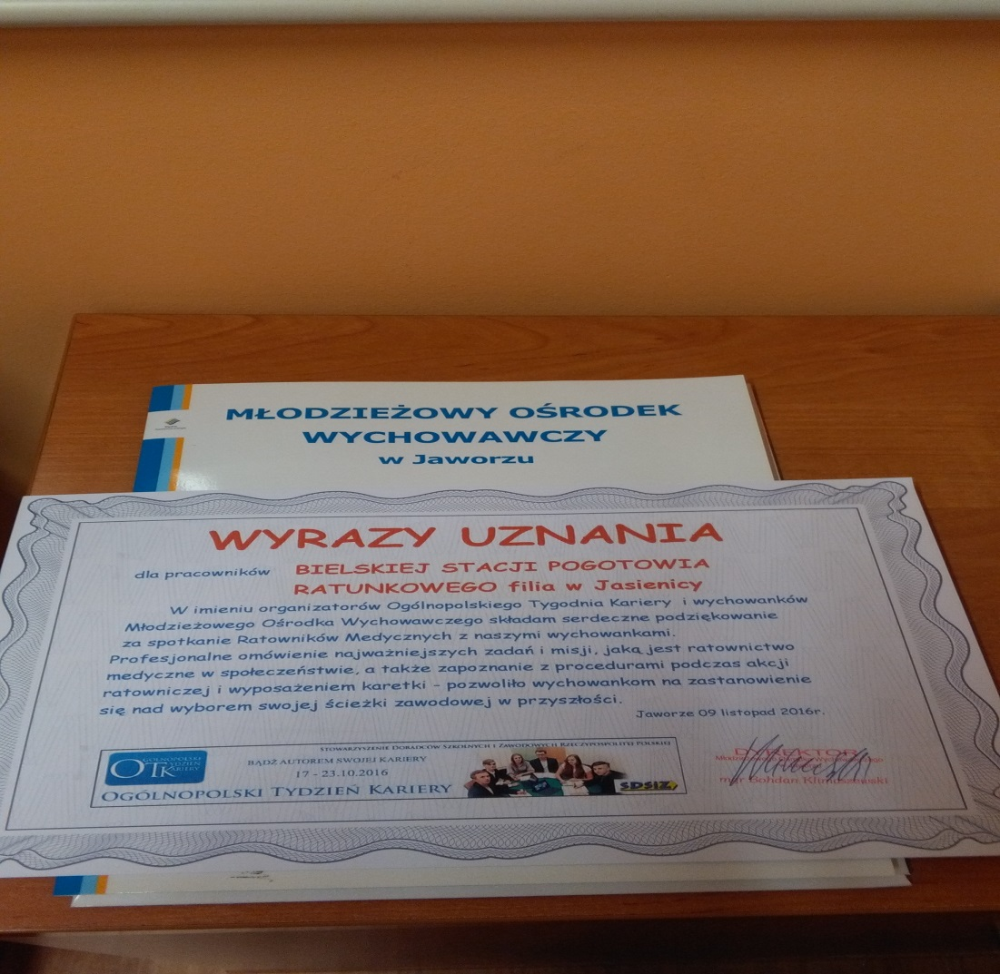 MŁODZIEŻOWY OŚRODEK
WYCHOWAWCZY
w Jaworzu
WYRAZY UZNANIA
dla pracowników BIELSKIEJ STACJI POGOTOWIA
RATUNKOWEGO filia w Jasienicy
W imieniu organizatorów Ogólnopolskiego Tygodnia Kariery i wychowanków
Młodzieżowego Ośrodka Wychowawczego składam serdeczne podziękowanie
za spotkanie Ratowników Medycznych z naszymi wychowankami.
Profesjonalne omówienie najważniejszych zadań i misji, jaką jest ratownictwo
medyczne w społeczeństwie, a także zapoznanie z procedurami podczas akcji
ratowniczej i wyposażeniem karetki - pozwoliło wychowankom na zastanowienie
się nad wyborem swojej ścieżki zawodowej w przyszłości.
Jaworze 09 listopad 2016r.
STOWARZYSZENIE DORADCÓW SZKOLNYCH I ZAWODOWYCH RZECZYPOSPOLITEJ POLSKIEJ
OTK OGÓLNOPOLSKI TYDZIEŃ KARIERY
BĄDŹ AUTOREM SWOJEJ KARIERY
17 - 23.10.2016
OGÓLNOPOLSKI TYDZIEŃ KARIERY
SDSiZ
DYREKTOR
mgr Bohdan